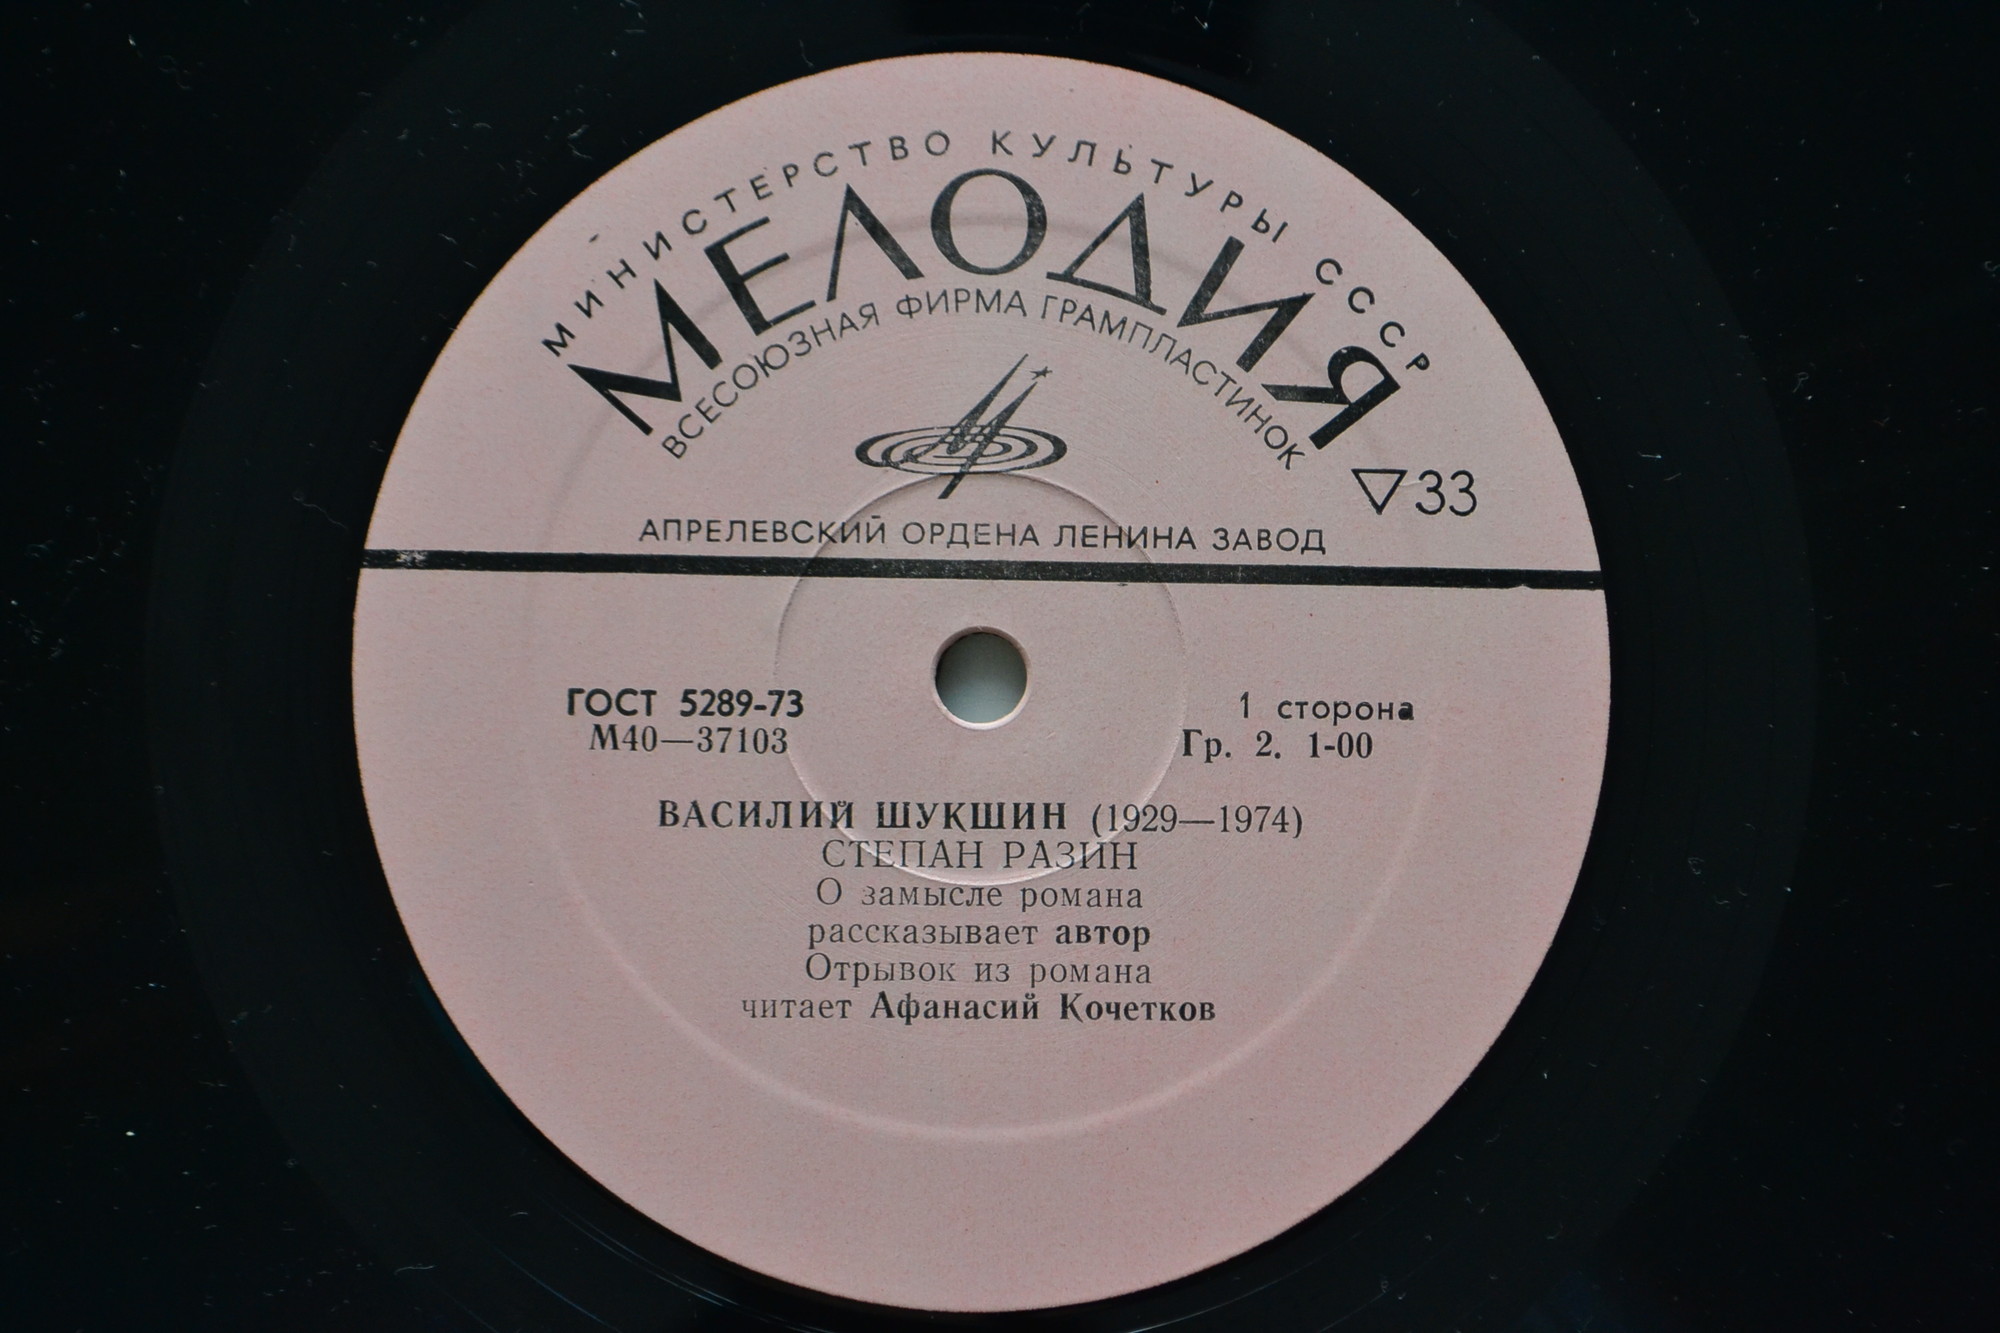 МИНИСТЕРСТВО КУЛЬТУРЫ СССР
МЕЛОДИЯ
ВСЕСОЮЗНАЯ ФИРМА ГРАМПЛАСТИНОК
▽33
АПРЕЛЕВСКИЙ ОРДЕНА ЛЕНИНА ЗАВОД
ГОСТ 5289-73
М40—37103
1 сторона
Гр. 2. 1-00
ВАСИЛИЙ ШУКШИН (1929—1974)
СТЕПАН РАЗИН
О замысле романа
рассказывает автор
Отрывок из романа
читает Афанасий Кочетков